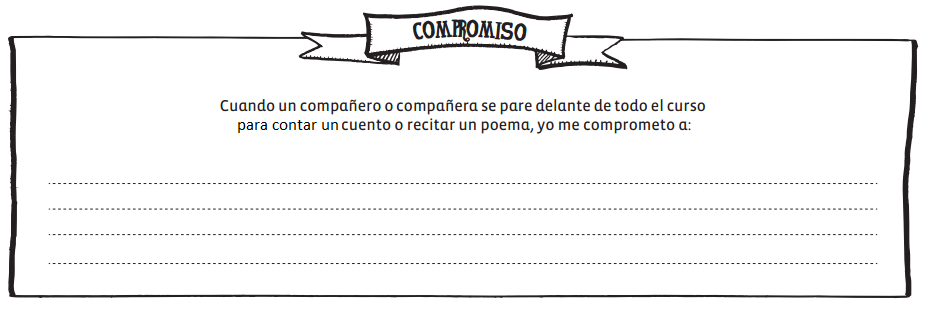 COMPROMISO
Cuando un compañero o compañera se pare delante de todo el curso
para contar un cuento o recitar un poema, yo me comprometo a: